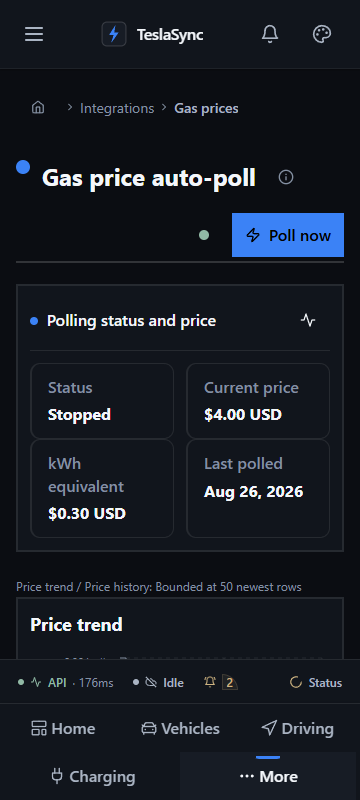 TeslaSync
Integrations
Gas prices
Gas price auto-poll
Poll now
Polling status and price
Status
Stopped
Current price
$4.00 USD
kWh
equivalent
$0.30 USD
Last polled
Aug 26, 2026
Price trend / Price history: Bounded at 50 newest rows
Price trend
API · 176ms
Idle
2
Status
Home
Vehicles
Driving
Charging
More